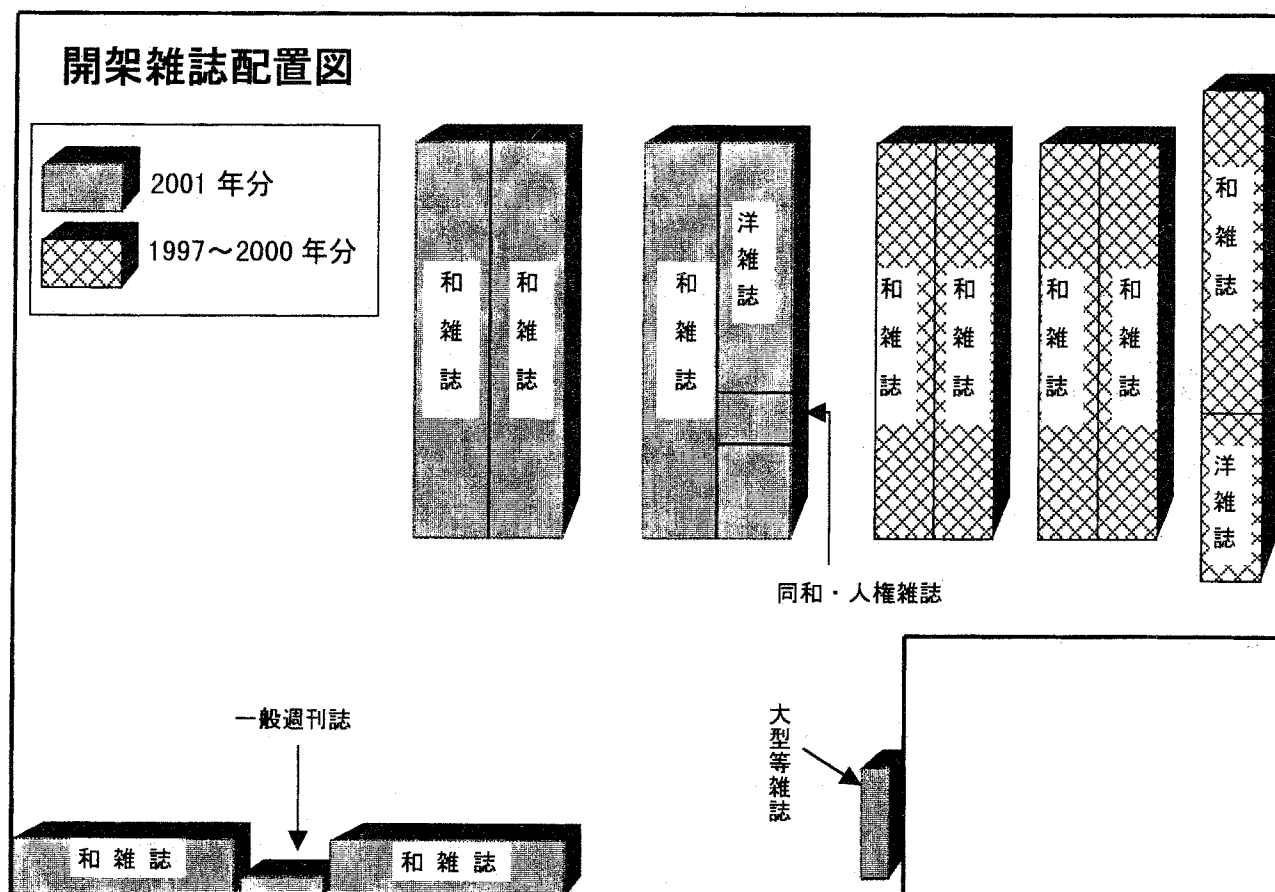 開架雑誌配置図
2001 年分
1997～2000 年分
和雑誌
和雑誌
和雑誌
洋雑誌
和雑誌
和雑誌
和雑誌
和雑誌
和雑誌
洋雑誌
同和・人権雑誌
一般週刊誌
大型等雑誌
和雑誌
和雑誌